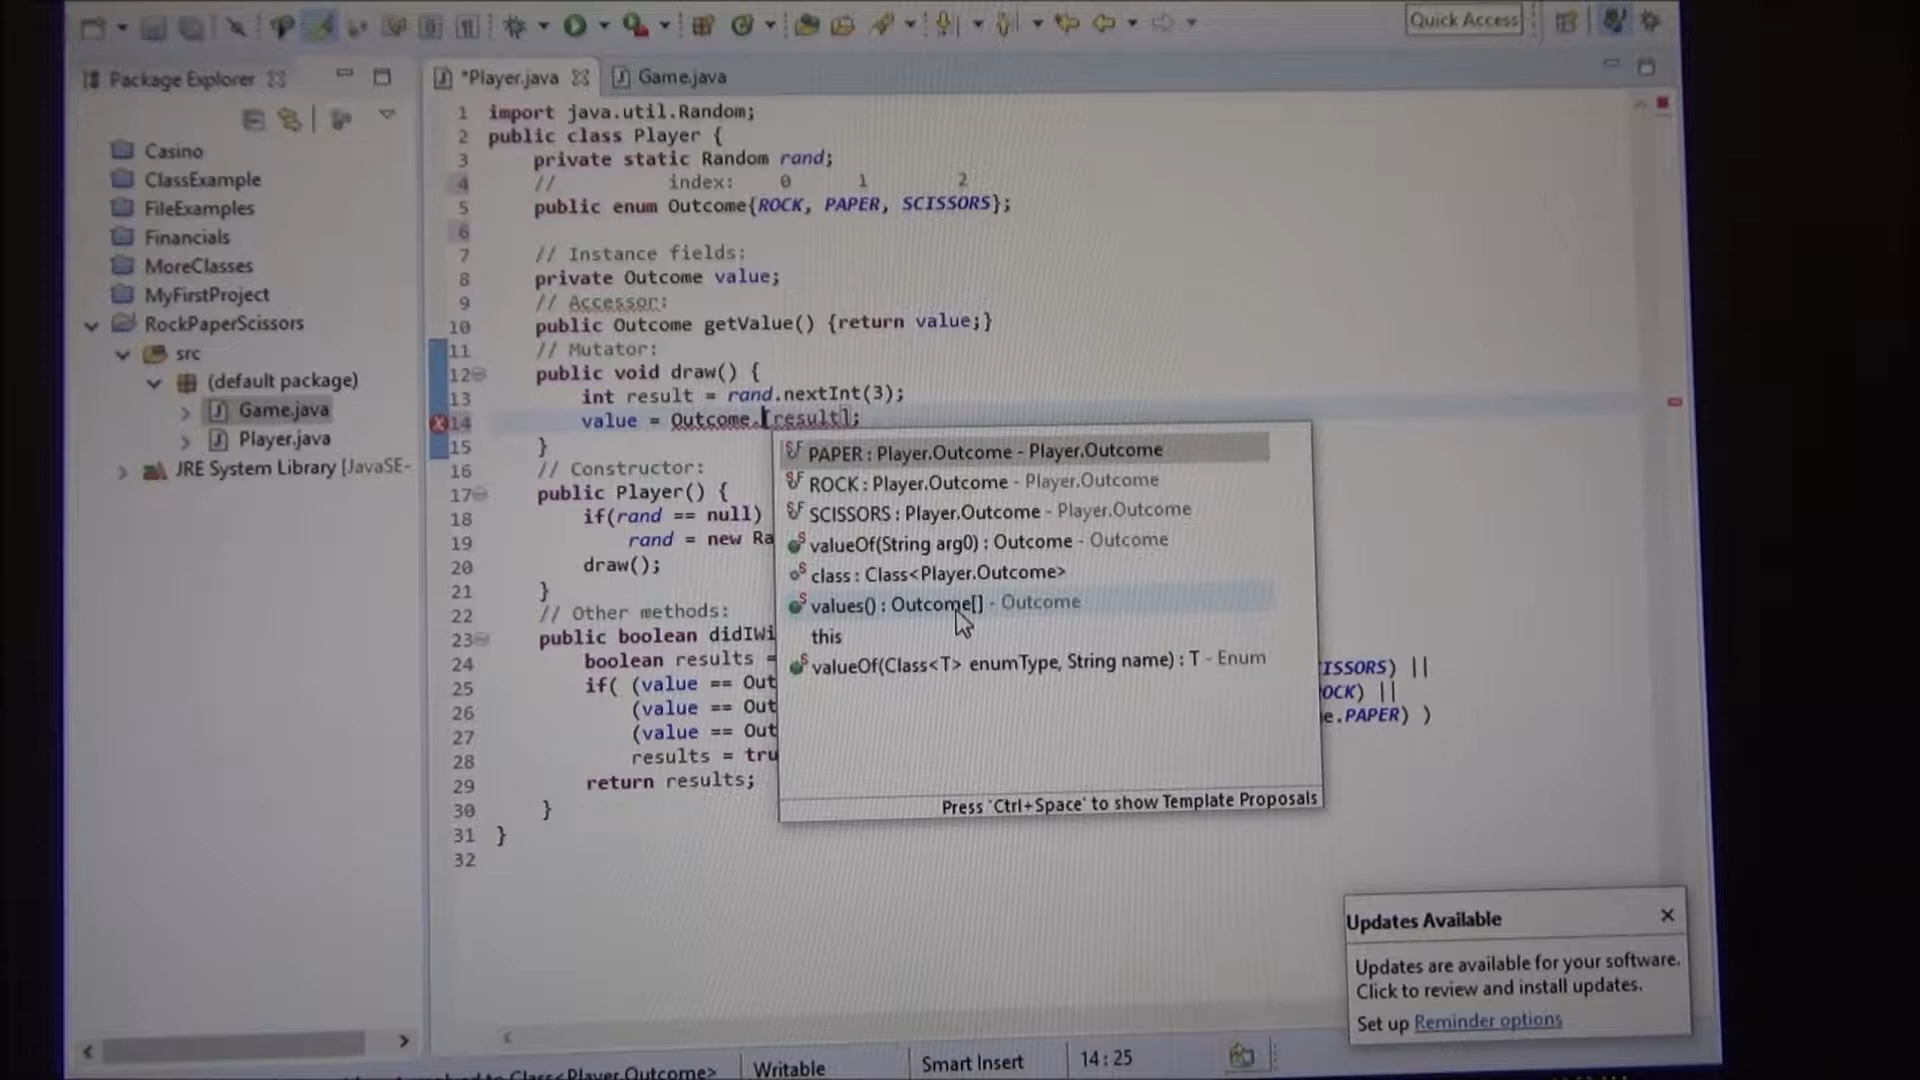 Quick Access
Package Explorer
*Player.java
Game.java
Casino
ClassExample
FileExamples
Financials
MoreClasses
MyFirstProject
RockPaperScissors
src
(default package)
Game.java
Player.java
JRE System Library [JavaSE-
1 import java.util.Random;
2 public class Player {
3 private static Random rand;
4 // index: 0 1 2
5 public enum Outcome{ROCK, PAPER, SCISSORS};
6
7 // Instance fields:
8 private Outcome value;
9 // Accessor:
10 public Outcome getValue() {return value;}
11 // Mutator:
12 public void draw() {
13 int result = rand.nextInt(3);
14 value = Outcome.[result];
15 }
16 // Constructor:
17 public Player() {
18 if(rand == null)
19 rand = new Ra
20 draw();
21 }
22 // Other methods:
23 public boolean didIWi
24 boolean results =
25 if( (value == Out
26 (value == Out
27 (value == Out
28 results = tru
29 return results;
30 }
31 }
32
PAPER : Player.Outcome - Player.Outcome
ROCK : Player.Outcome - Player.Outcome
SCISSORS : Player.Outcome - Player.Outcome
valueOf(String arg0) : Outcome - Outcome
class : Class<Player.Outcome>
values() : Outcome[] - Outcome
this
valueOf(Class<T> enumType, String name) : T - Enum
Press 'Ctrl+Space' to show Template Proposals
ISSORS) ||
OCK) ||
e.PAPER) )
Updates Available
Updates are available for your software.
Click to review and install updates.
Set up Reminder options
Class<Player.Outcome>
Writable
Smart Insert
14 : 25